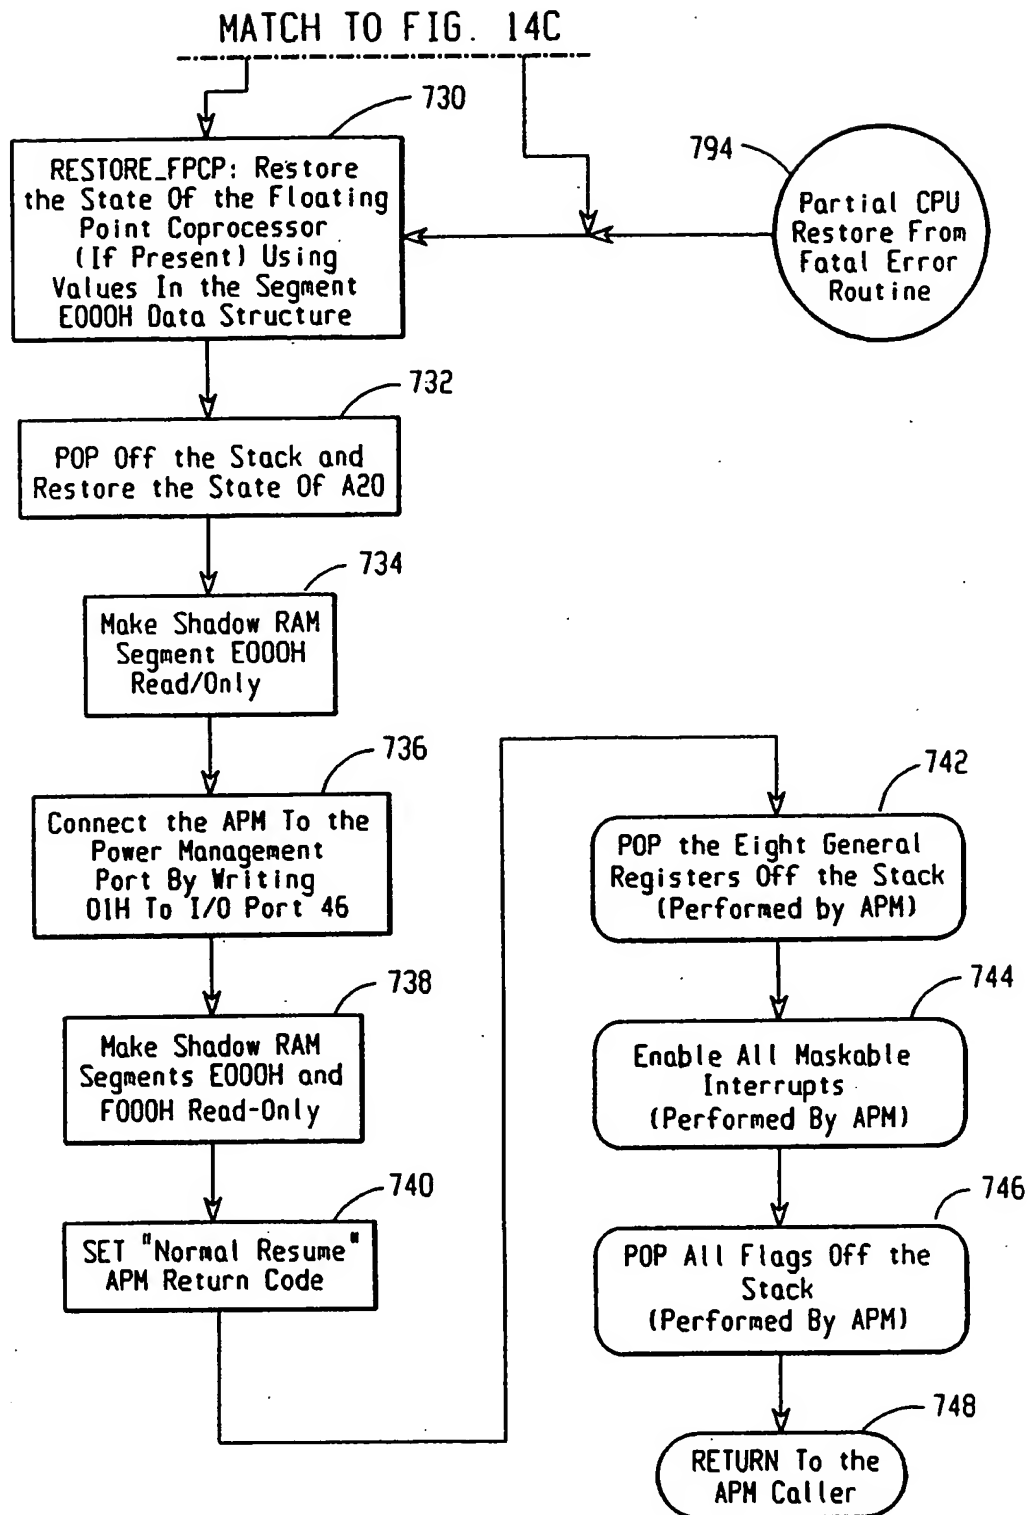 MATCH TO FIG. 14C
730
RESTORE_FPCP: Restore
the State Of the Floating
Point Coprocessor
(If Present) Using
Values In the Segment
E000H Data Structure
794
Partial CPU
Restore From
Fatal Error
Routine
732
POP Off the Stack and
Restore the State Of A20
734
Make Shadow RAM
Segment E000H
Read/Only
736
Connect the APM To the
Power Management
Port By Writing
01H To I/O Port 46
738
Make Shadow RAM
Segments E000H and
F000H Read-Only
740
SET "Normal Resume"
APM Return Code
742
POP the Eight General
Registers Off the Stack
(Performed by APM)
744
Enable All Maskable
Interrupts
(Performed By APM)
746
POP All Flags Off the
Stack
(Performed By APM)
748
RETURN To the
APM Caller